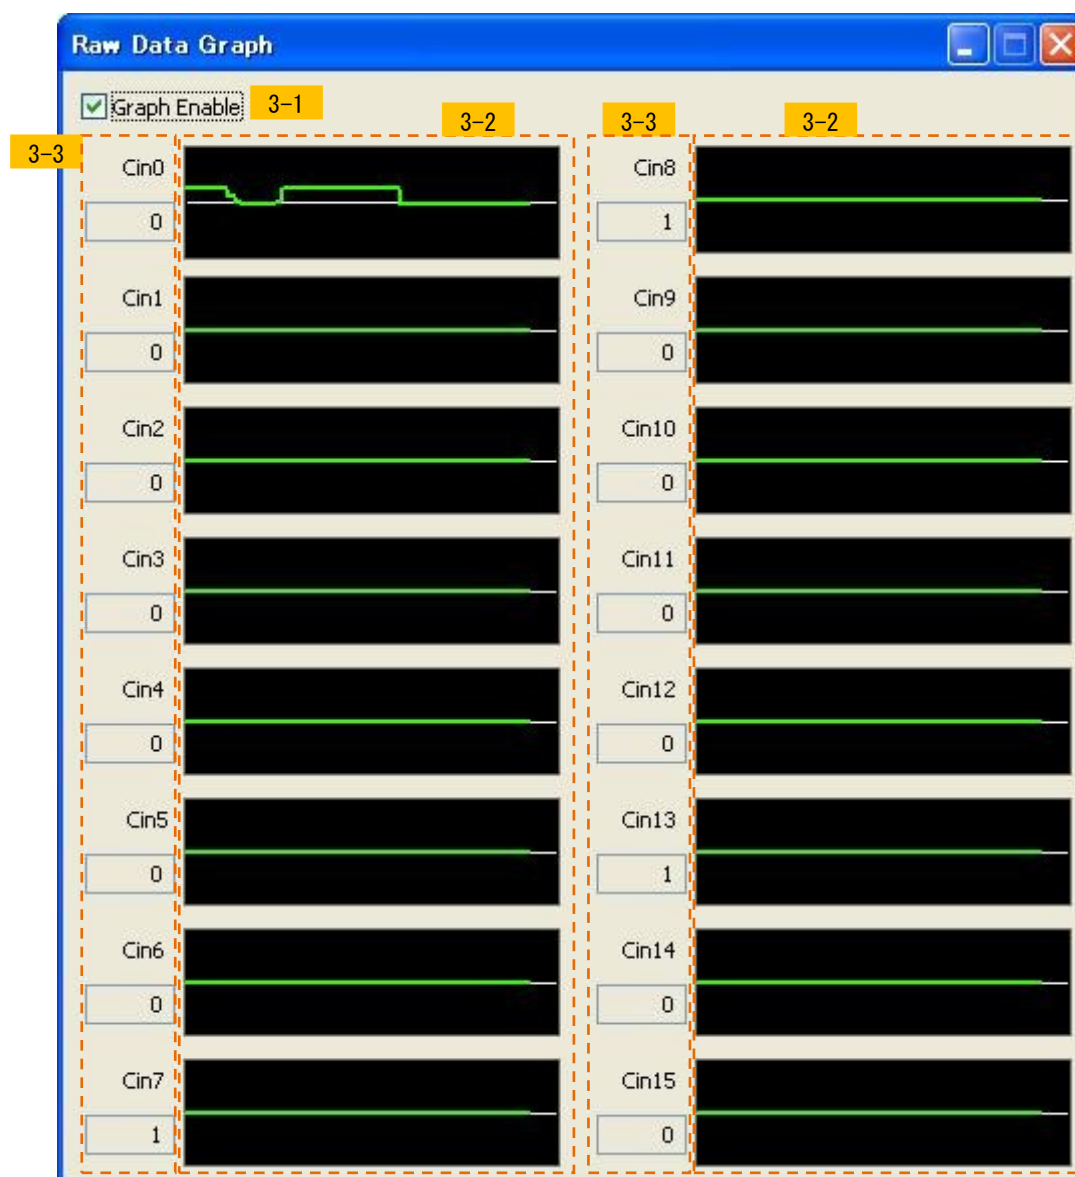 Raw Data Graph
Graph Enable 3-1
3-2 3-3 3-2
3-3
Cin0
0
Cin1
0
Cin2
0
Cin3
0
Cin4
0
Cin5
0
Cin6
0
Cin7
1
Cin8
1
Cin9
0
Cin10
0
Cin11
0
Cin12
0
Cin13
1
Cin14
0
Cin15
0